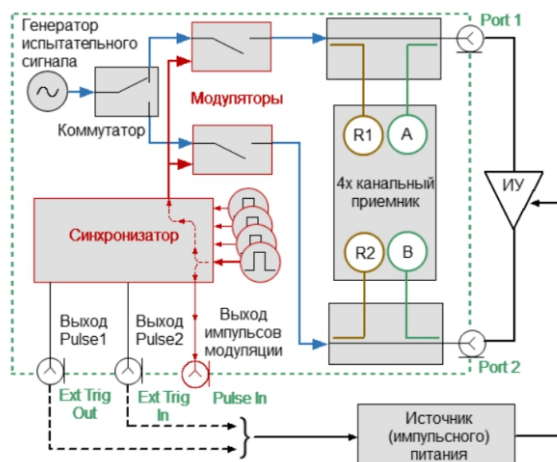 Генератор
испытательного
сигнала
Коммутатор
Модуляторы
Port 1
R1
A
4х канальный
приемник
R2
B
ИУ
Синхронизатор
Выход
Pulse1
Выход
Pulse2
Выход
импульсов
модуляции
Port 2
Ext Trig
Out
Ext Trig
In
Pulse In
Источник
(импульсного)
питания